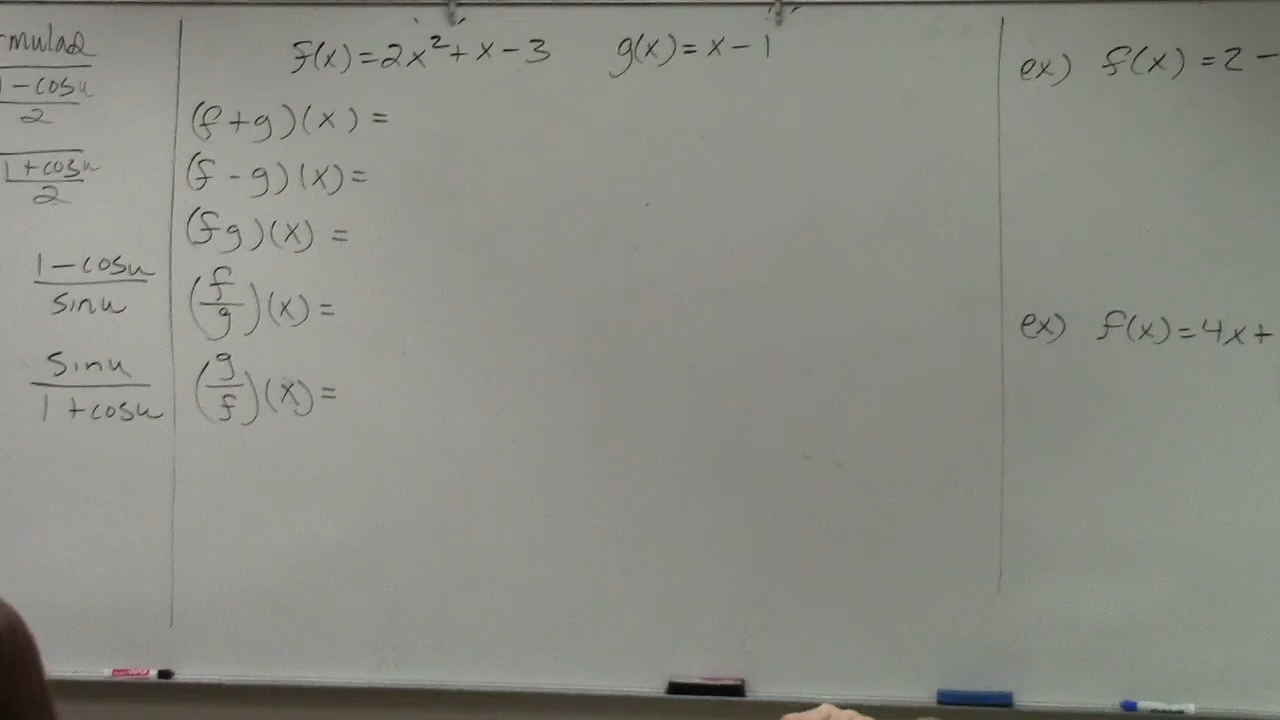 1-cosu
2
1+cosu
2
1-cosu
sinu
sinu
1+cosu
f(x)=2x²+x-3 g(x)=x-1
(f+g)(x)=
(f-g)(x)=
(fg)(x)=
(f/g)(x)=
(g/f)(x)=
ex) f(x)=2-
ex) f(x)=4x+